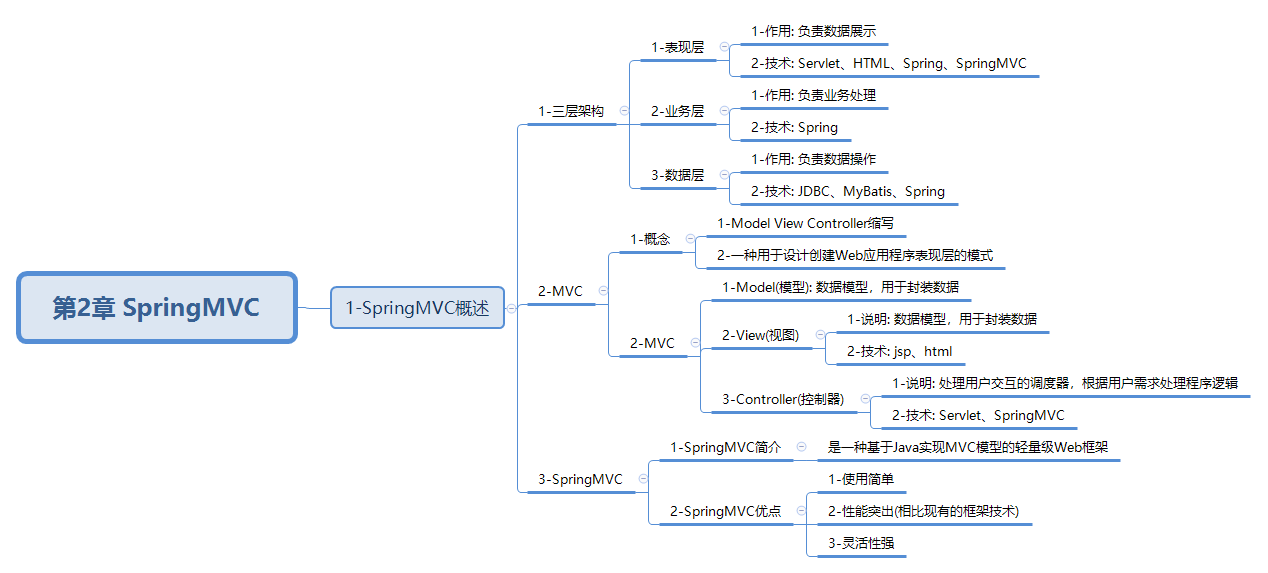 第2章 SpringMVC
1-SpringMVC概述
1-三层架构
1-表现层
1-作用: 负责数据展示
2-技术: Servlet、HTML、Spring、SpringMVC
2-业务层
1-作用: 负责业务处理
2-技术: Spring
3-数据层
1-作用: 负责数据操作
2-技术: JDBC、MyBatis、Spring
2-MVC
1-概念
1-Model View Controller缩写
2-一种用于设计创建Web应用程序表现层的模式
2-MVC
1-Model(模型): 数据模型，用于封装数据
2-View(视图)
1-说明: 数据模型，用于封装数据
2-技术: jsp、html
3-Controller(控制器)
1-说明: 处理用户交互的调度器，根据用户需求处理程序逻辑
2-技术: Servlet、SpringMVC
3-SpringMVC
1-SpringMVC简介
是一种基于Java实现MVC模型的轻量级Web框架
2-SpringMVC优点
1-使用简单
2-性能突出(相比现有的框架技术)
3-灵活性强